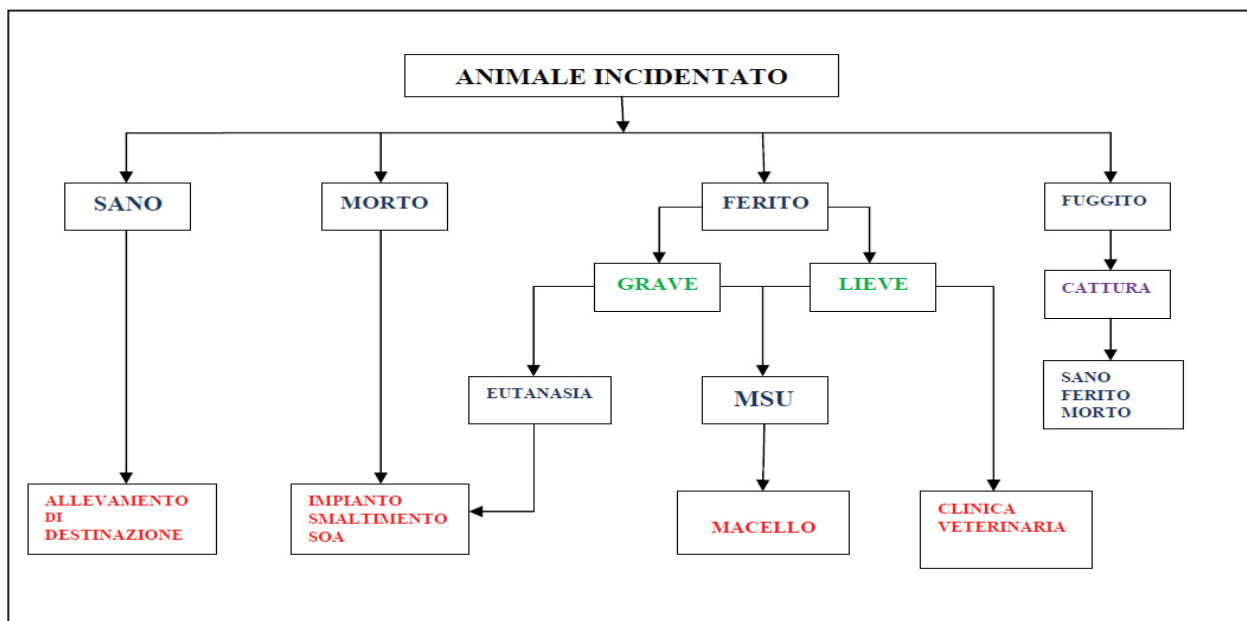 ANIMALE INCIDENTATO
SANO
MORTO
FERITO
FUGGITO
GRAVE
LIEVE
CATTURA
EUTANASIA
MSU
SANO
FERITO
MORTO
ALLEVAMENTO
DI
DESTINAZIONE
IMPIANTO
SMALTIMENTO
SOA
MACELLO
CLINICA
VETERINARIA